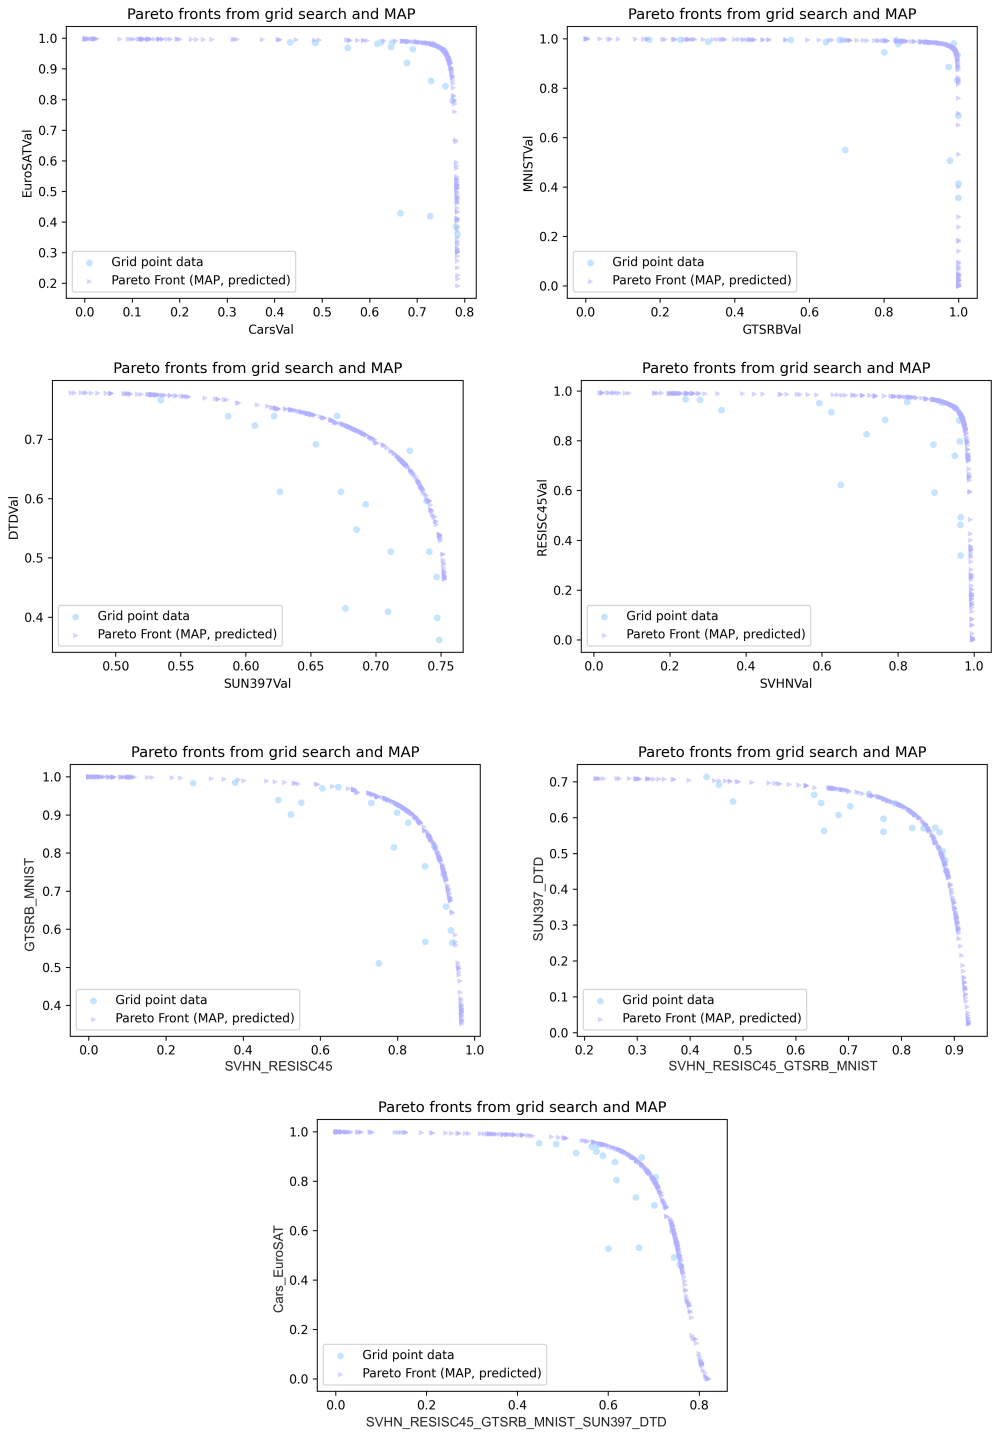 Pareto fronts from grid search and MAP
1.0
0.9
0.8
0.7
0.6
0.5
0.4
0.3
0.2
EuroSATVal
Grid point data
Pareto Front (MAP, predicted)
0.0 0.1 0.2 0.3 0.4 0.5 0.6 0.7 0.8
CarsVal
Pareto fronts from grid search and MAP
1.0
0.8
0.6
0.4
0.2
0.0
MNISTVal
Grid point data
Pareto Front (MAP, predicted)
0.0 0.2 0.4 0.6 0.8 1.0
GTSRBVal
Pareto fronts from grid search and MAP
0.7
0.6
0.5
0.4
DTDVal
Grid point data
Pareto Front (MAP, predicted)
0.50 0.55 0.60 0.65 0.70 0.75
SUN397Val
Pareto fronts from grid search and MAP
1.0
0.8
0.6
0.4
0.2
0.0
RESISC45Val
Grid point data
Pareto Front (MAP, predicted)
0.0 0.2 0.4 0.6 0.8 1.0
SVHNVal
Pareto fronts from grid search and MAP
1.0
0.9
0.8
0.7
0.6
0.5
0.4
GTSRB_MNIST
Grid point data
Pareto Front (MAP, predicted)
0.0 0.2 0.4 0.6 0.8 1.0
SVHN_RESISC45
Pareto fronts from grid search and MAP
0.7
0.6
0.5
0.4
0.3
0.2
0.1
0.0
SUN397_DTD
Grid point data
Pareto Front (MAP, predicted)
0.2 0.3 0.4 0.5 0.6 0.7 0.8 0.9
SVHN_RESISC45_GTSRB_MNIST
Pareto fronts from grid search and MAP
1.0
0.8
0.6
0.4
0.2
0.0
Cars_EuroSAT
Grid point data
Pareto Front (MAP, predicted)
0.0 0.2 0.4 0.6 0.8
SVHN_RESISC45_GTSRB_MNIST_SUN397_DTD